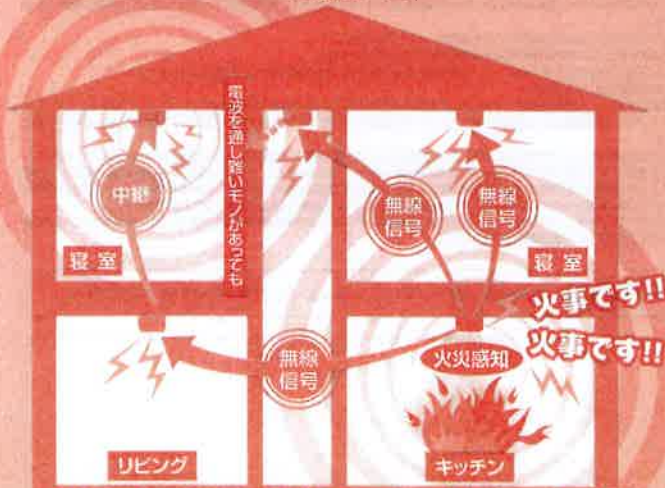 電波を通し難いモノがあっても
中継
無線
信号
無線
信号
寝室
寝室
火事です!!
火事です!!
無線
信号
火災感知
リビング
キッチン